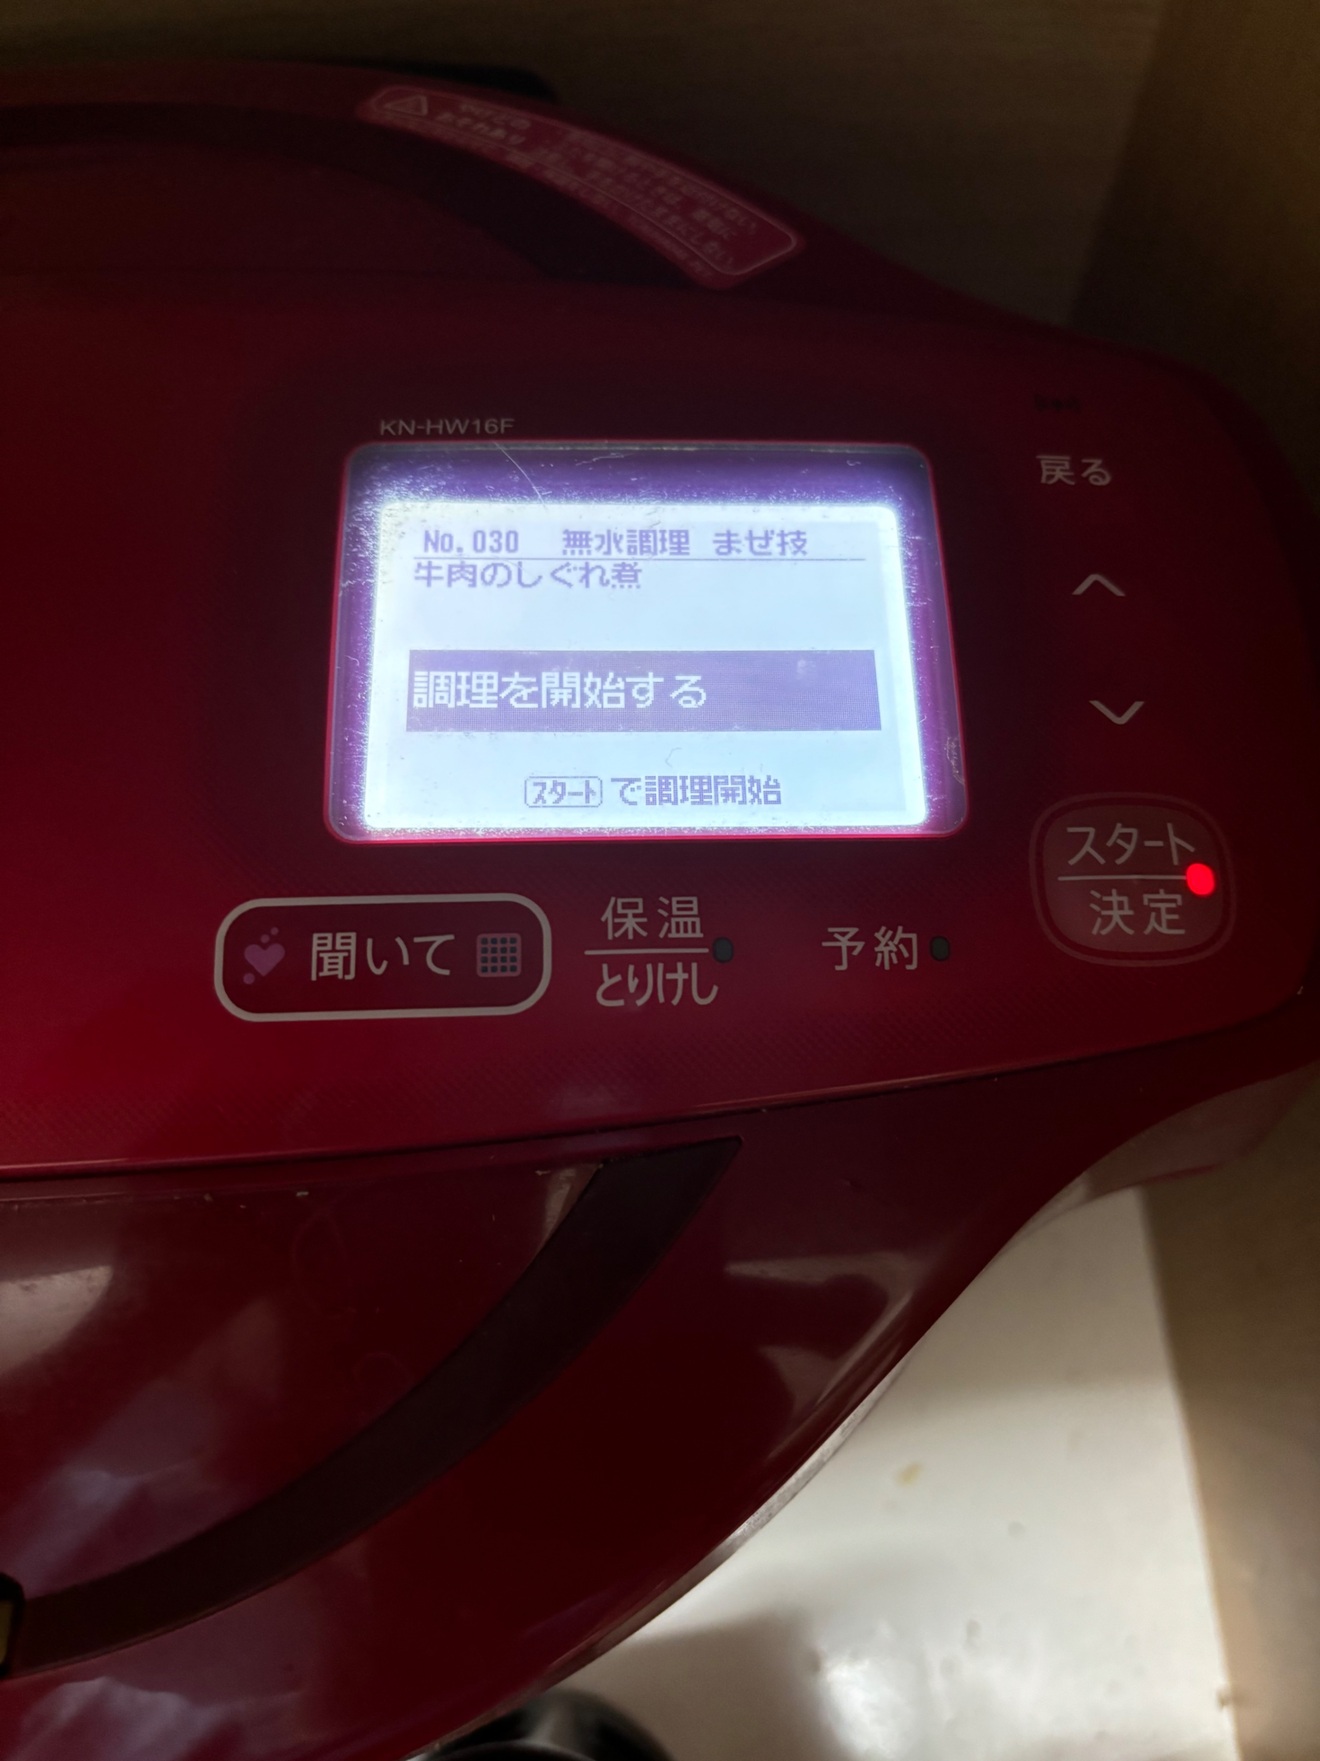 KN-HW16F
戻る
No.030 無水調理 まぜ技
牛肉のしぐれ煮
調理を開始する
スタート で調理開始
スタート
決定
聞いて
保温
とりけし
予約